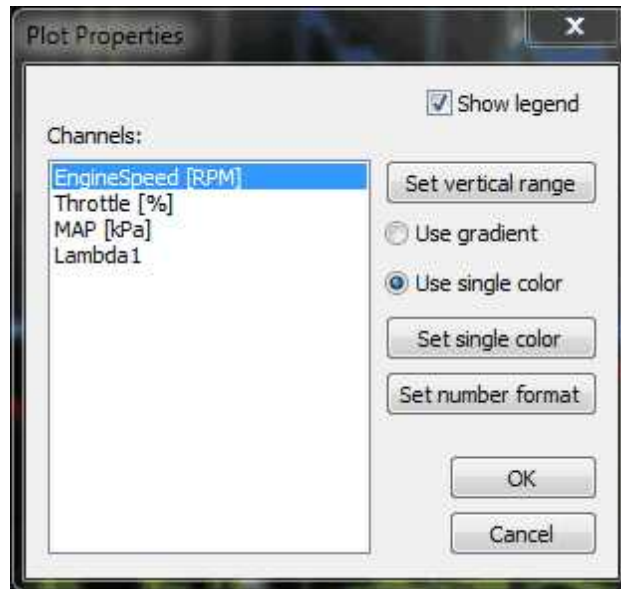 Plot Properties
x
Show legend
Channels:
EngineSpeed [RPM]
Throttle [%]
MAP [kPa]
Lambda1
Set vertical range
Use gradient
Use single color
Set single color
Set number format
OK
Cancel